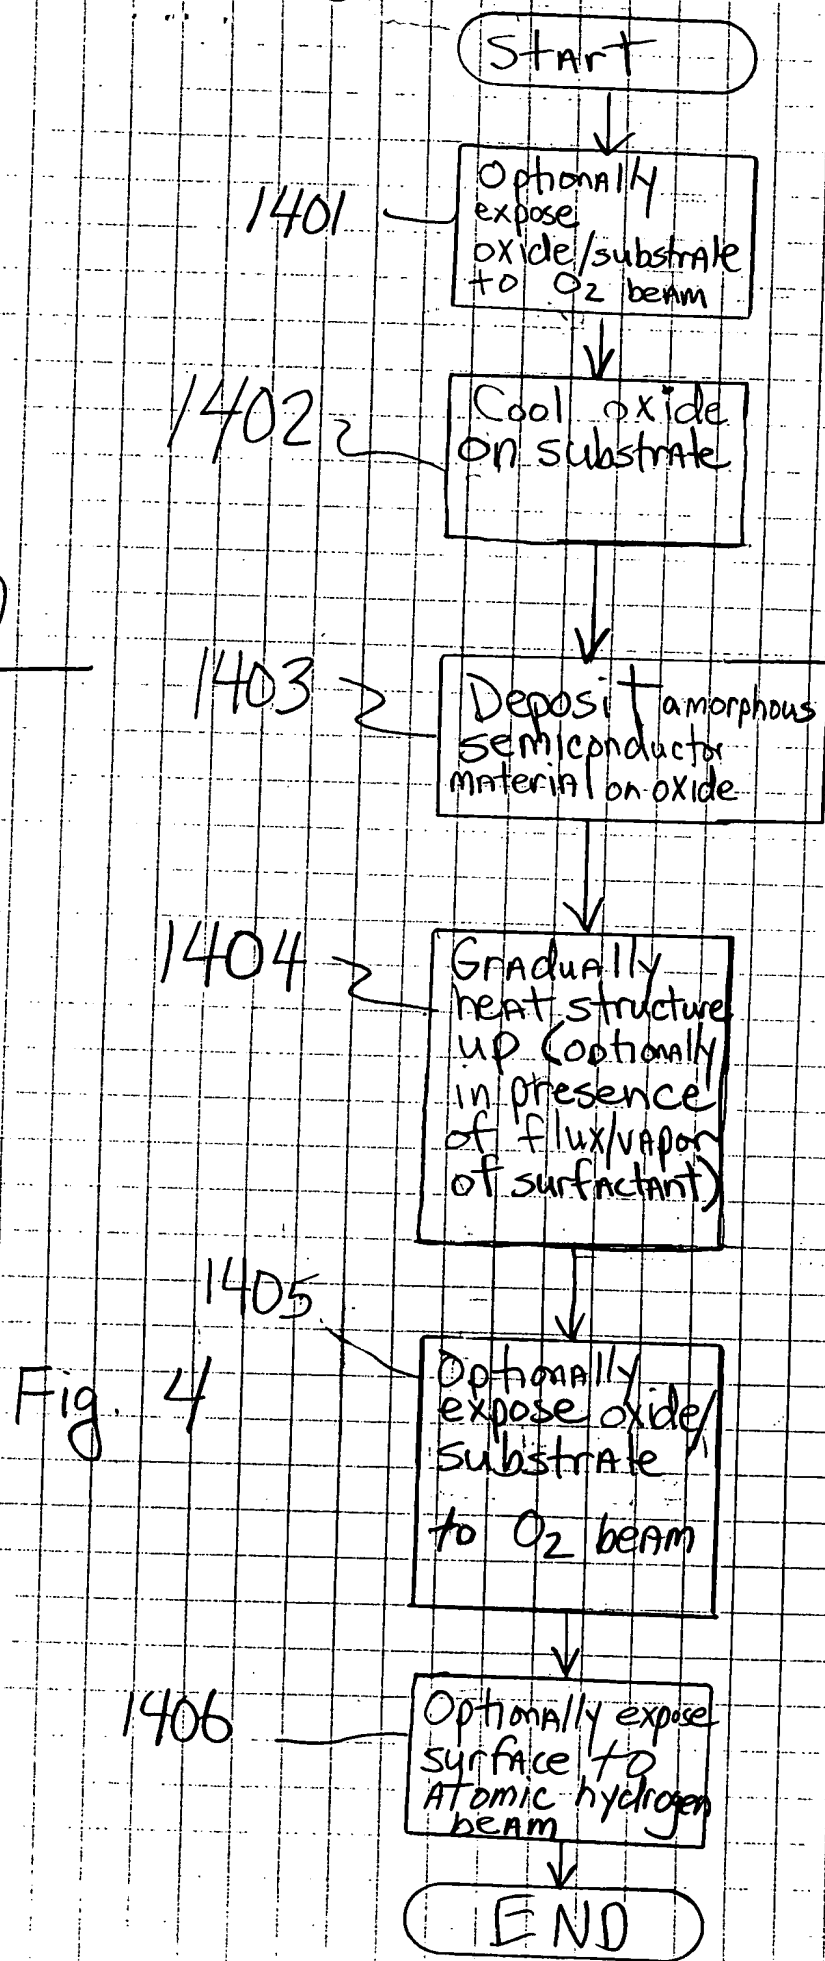 Start
1401
Optionally
expose
oxide/substrate
to O2 beam
1402
Cool oxide
on substrate
1403
Deposit amorphous
semiconductor
material on oxide
1404
Gradually
heat structure
up (optionally
in presence
of flux/vapor
of surfactant)
1405
Optionally
expose oxide/
substrate
to O2 beam
Fig. 4
1406
Optionally expose
surface to
Atomic hydrogen
beam
END